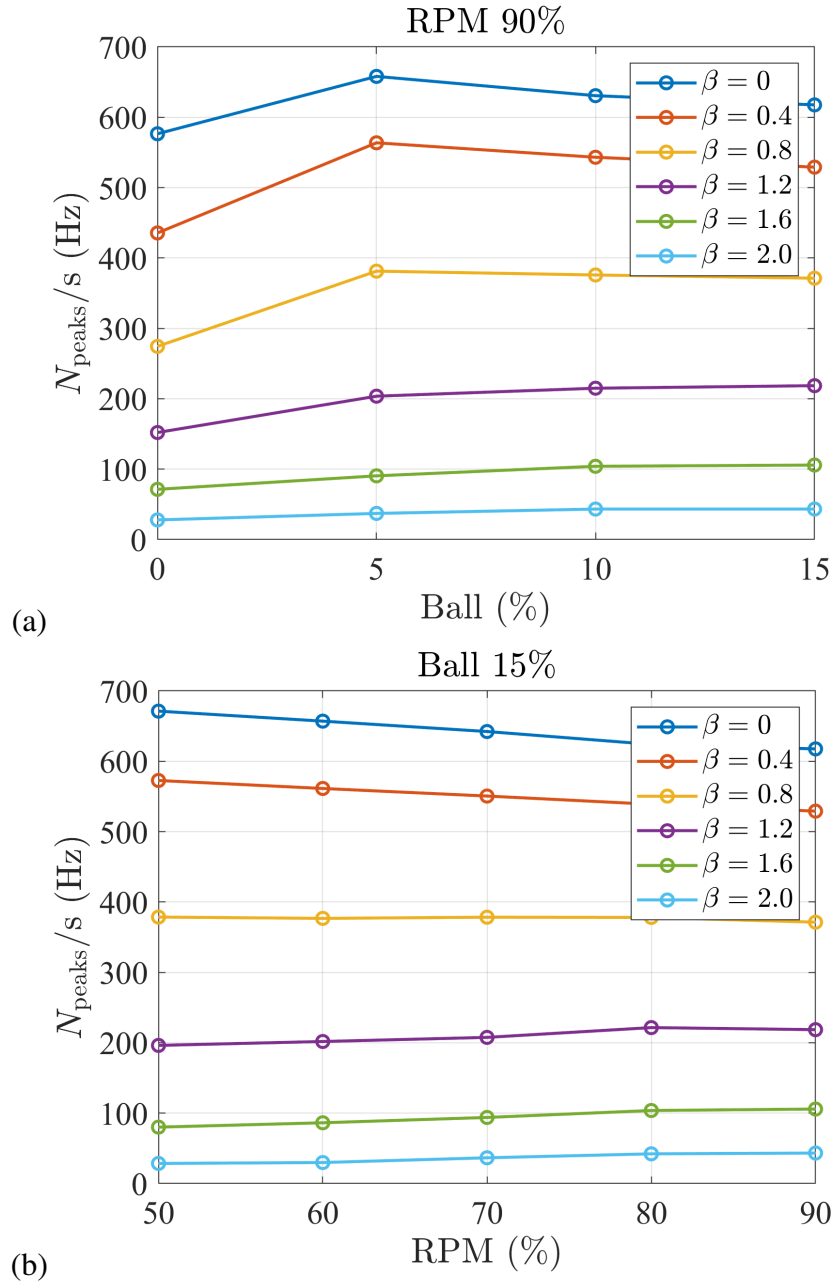 RPM 90%
700
600
500
400
300
200
100
0
N_peaks/s (Hz)
β = 0
β = 0.4
β = 0.8
β = 1.2
β = 1.6
β = 2.0
0 5 10 15
Ball (%)
(a)
Ball 15%
700
600
500
400
300
200
100
0
N_peaks/s (Hz)
β = 0
β = 0.4
β = 0.8
β = 1.2
β = 1.6
β = 2.0
50 60 70 80 90
RPM (%)
(b)